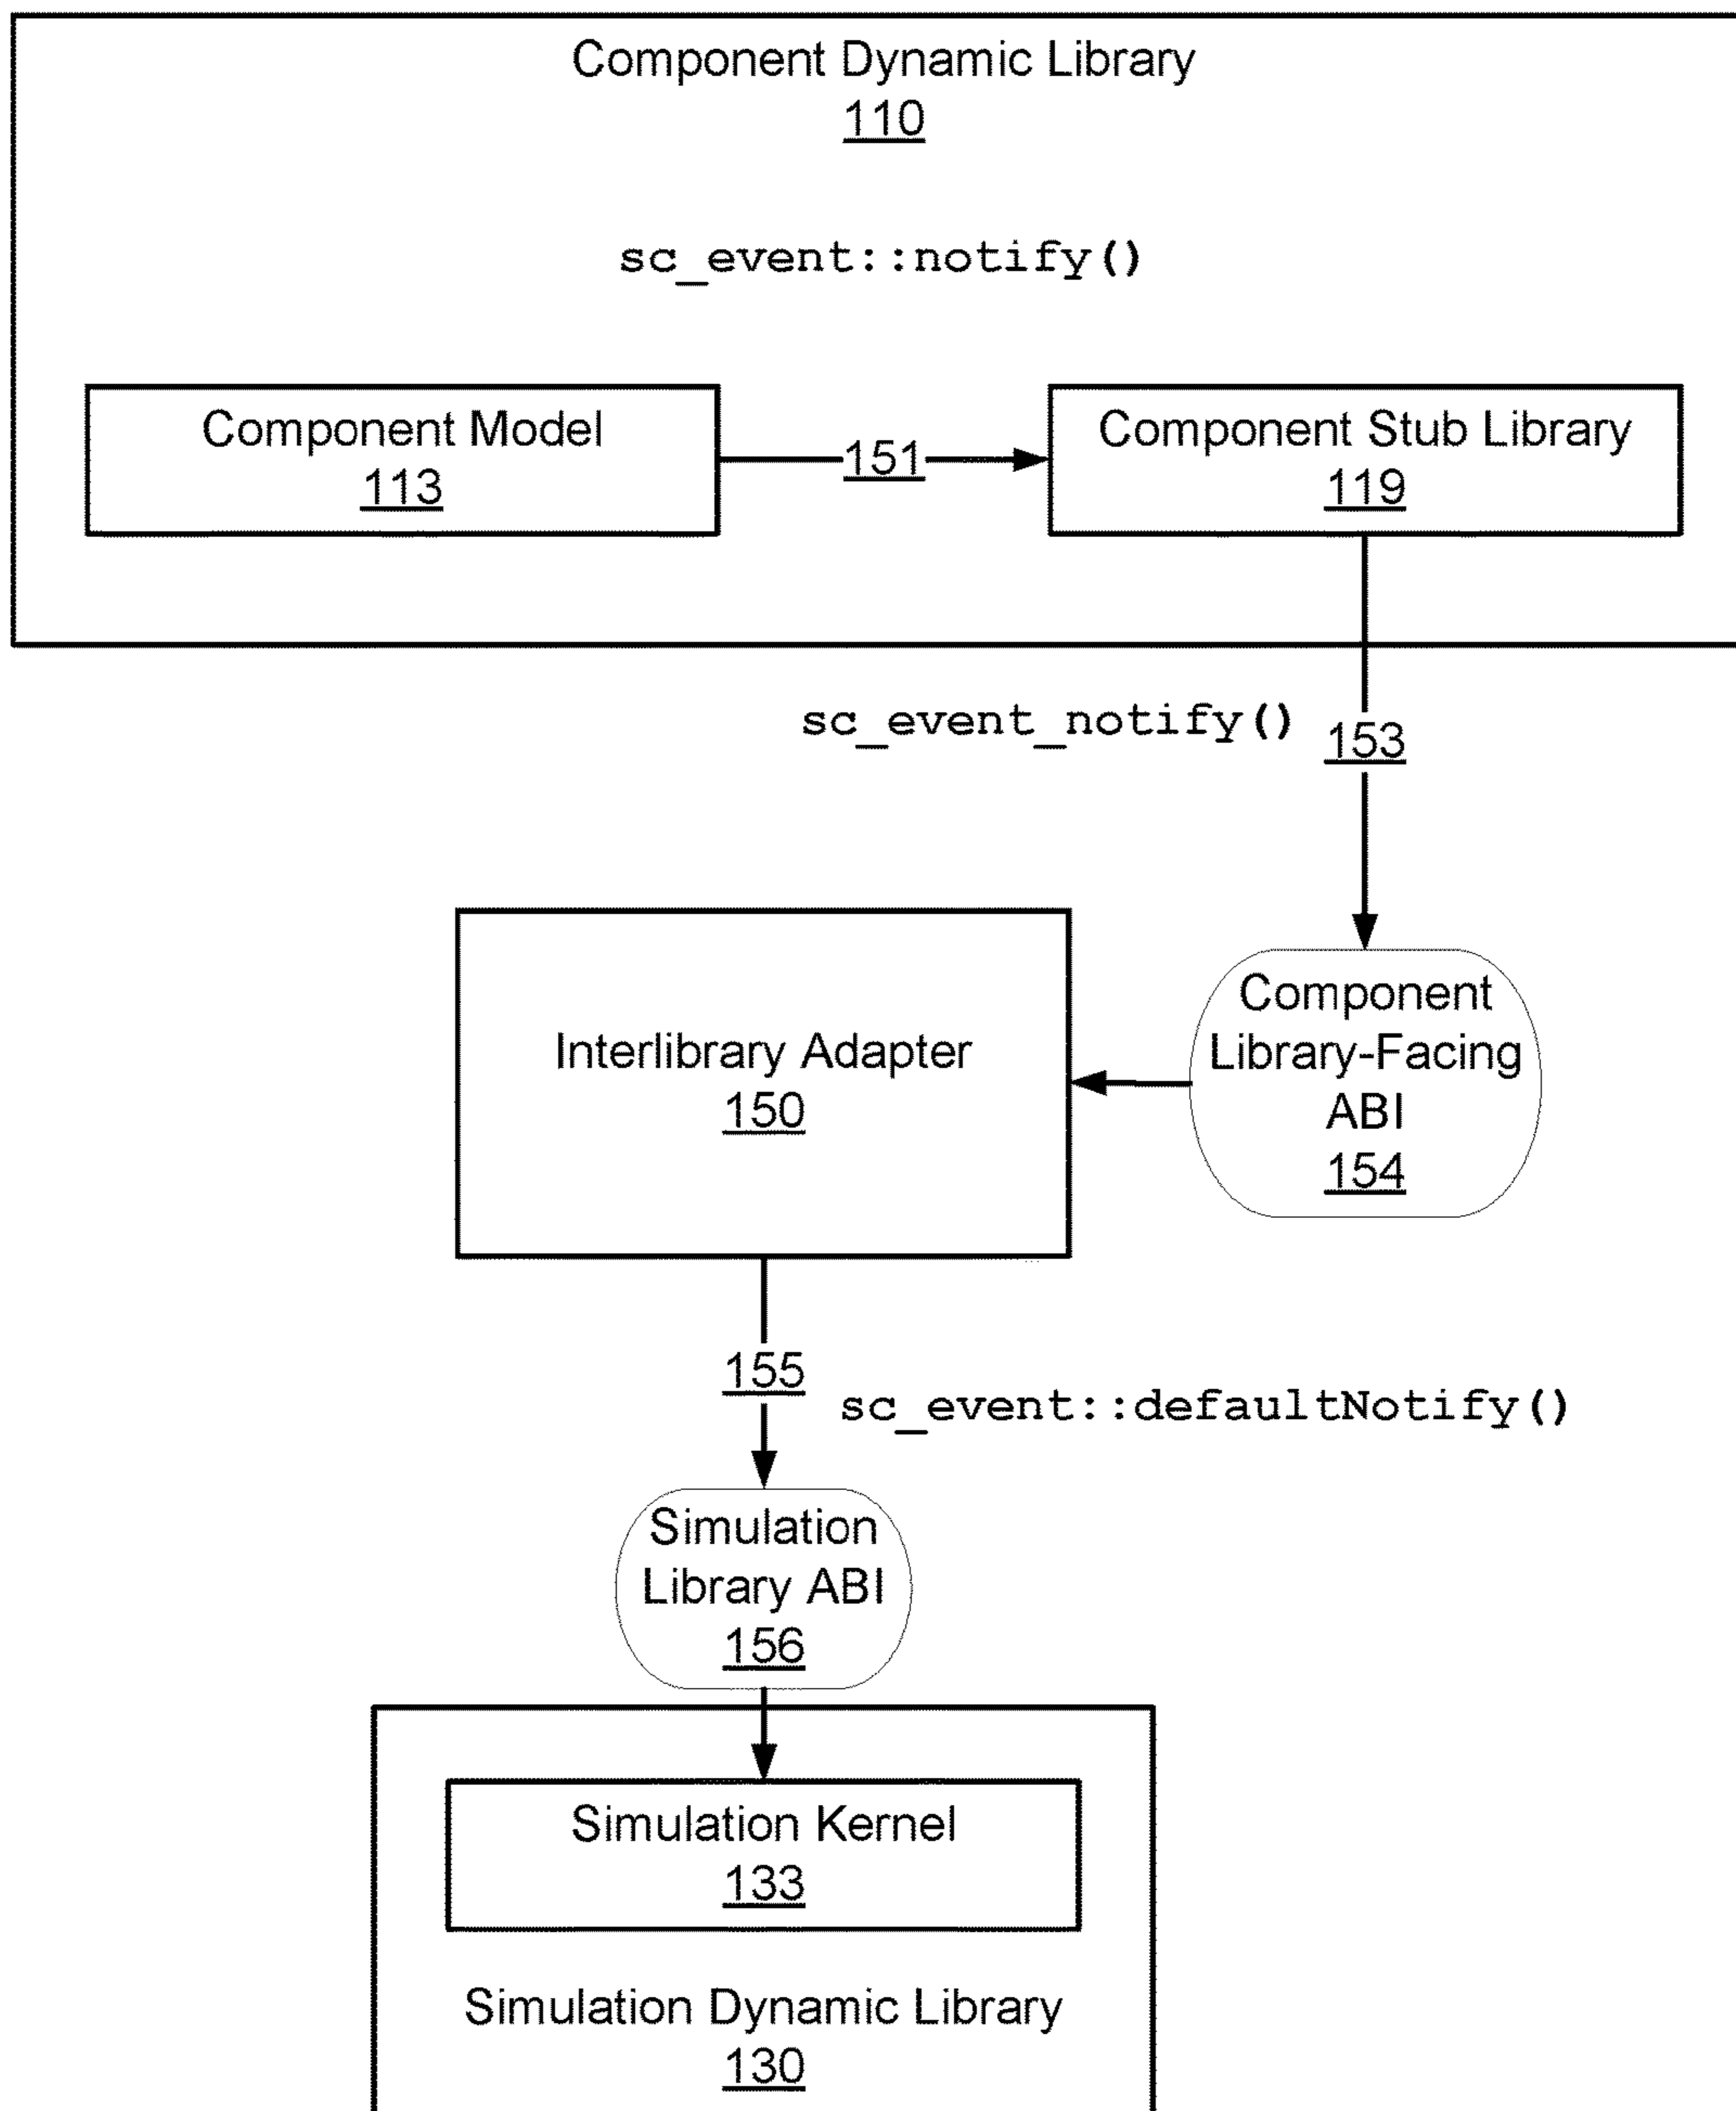 Component Dynamic Library
110
sc_event::notify()
Component Model
113
151
Component Stub Library
119
sc_event_notify()
153
Interlibrary Adapter
150
Component
Library-Facing
ABI
154
155
sc_event::defaultNotify()
Simulation
Library ABI
156
Simulation Kernel
133
Simulation Dynamic Library
130